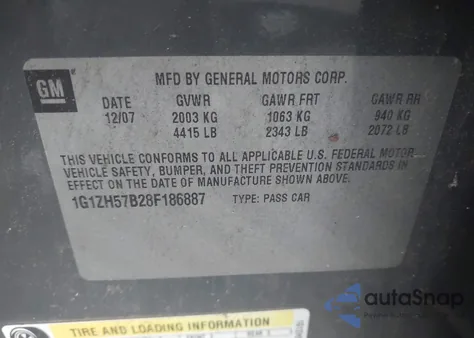 GM
MFD BY GENERAL MOTORS CORP.
DATE GVWR GAWR FRT GAWR RR
12/07 2003 KG 1063 KG 940 KG
4415 LB 2343 LB 2072 LB
THIS VEHICLE CONFORMS TO ALL APPLICABLE U.S. FEDERAL MOTOR
VEHICLE SAFETY, BUMPER, AND THEFT PREVENTION STANDARDS IN
EFFECT ON THE DATE OF MANUFACTURE SHOWN ABOVE.
1G1ZH57B28F186887 TYPE: PASS CAR
autoSnap
TIRE AND LOADING INFORMATION